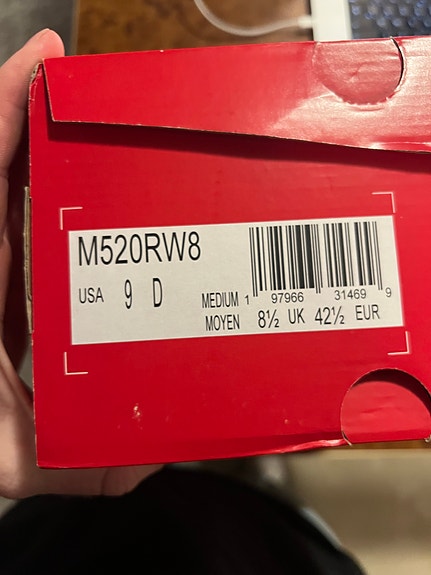 M520RW8
USA 9 D
MEDIUM 1 97966 31469 9
MOYEN 8½ UK 42½ EUR